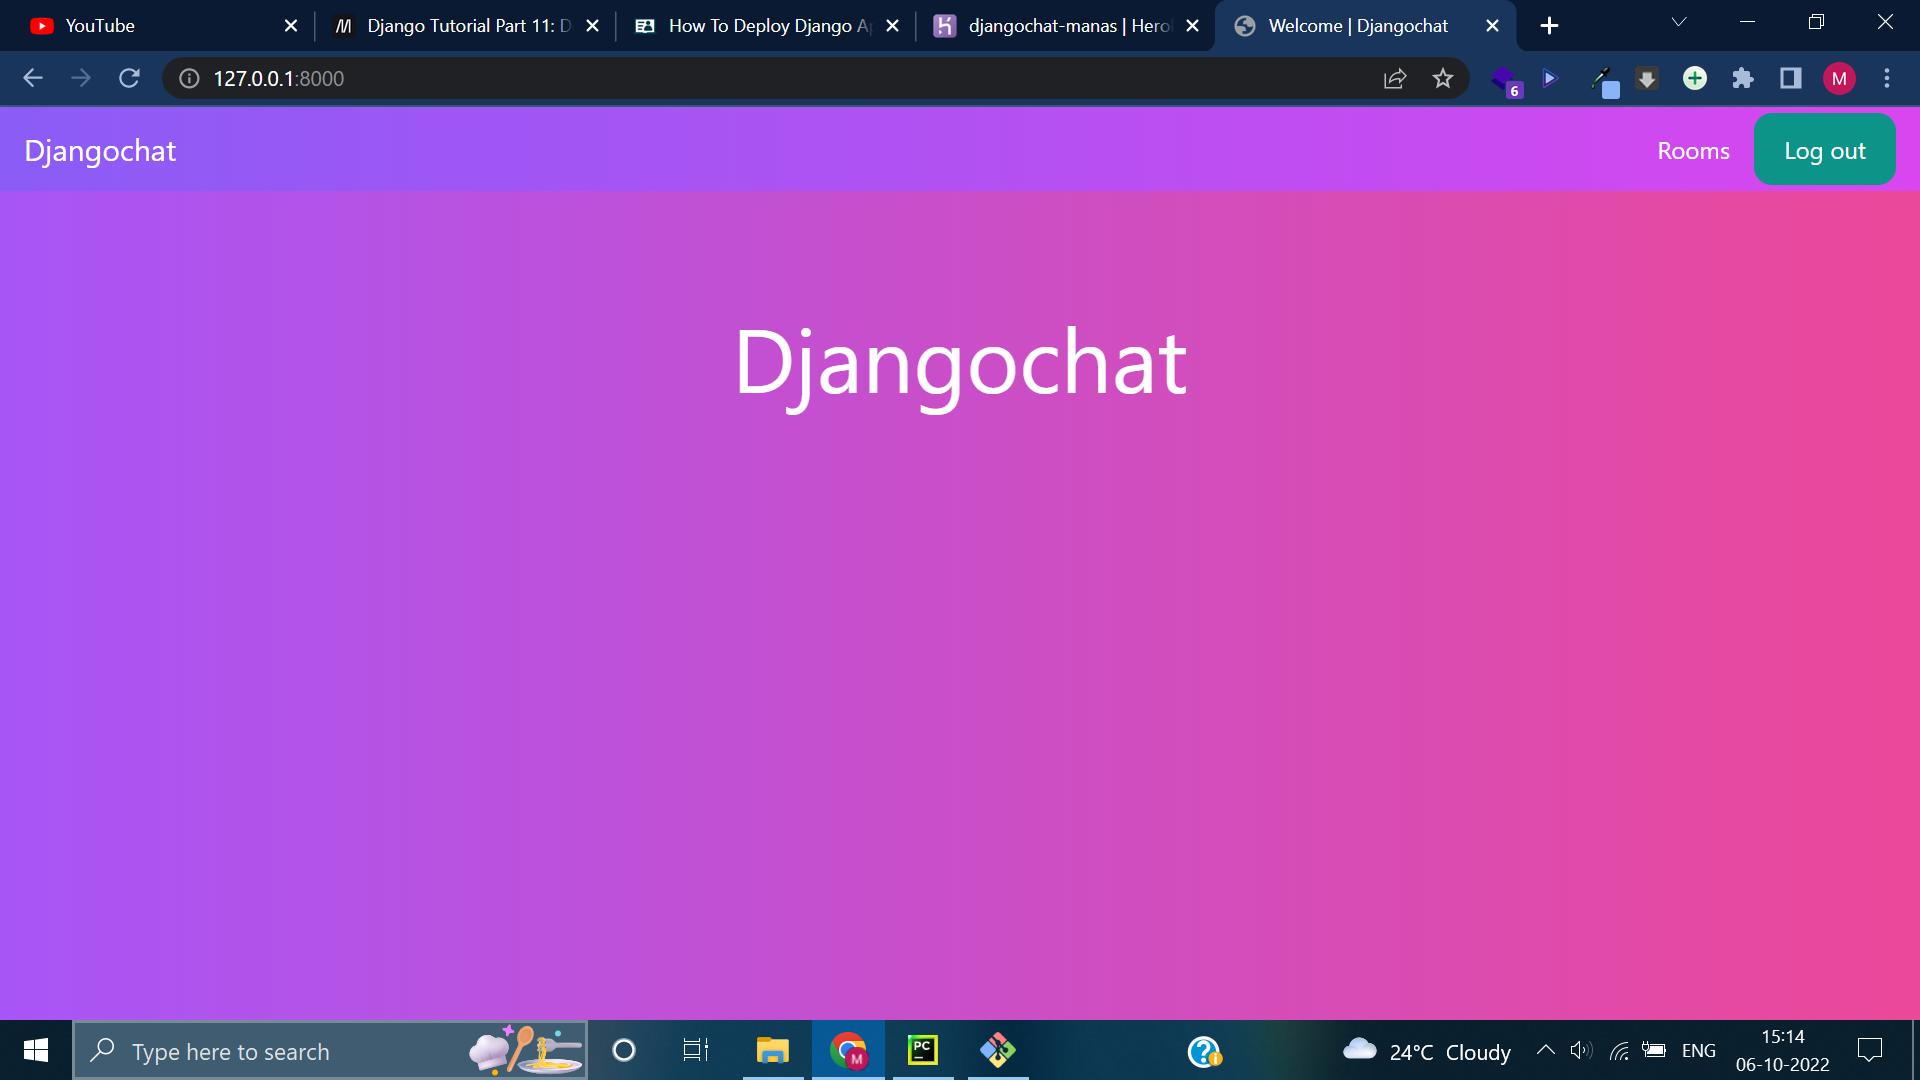 YouTube
Django Tutorial Part 11: D
How To Deploy Django A
djangochat-manas | Hero
Welcome | Djangochat
127.0.0.1:8000
6
M
Djangochat
Rooms
Log out
Djangochat
Type here to search
M
PC
24°C Cloudy
ENG
15:14
06-10-2022